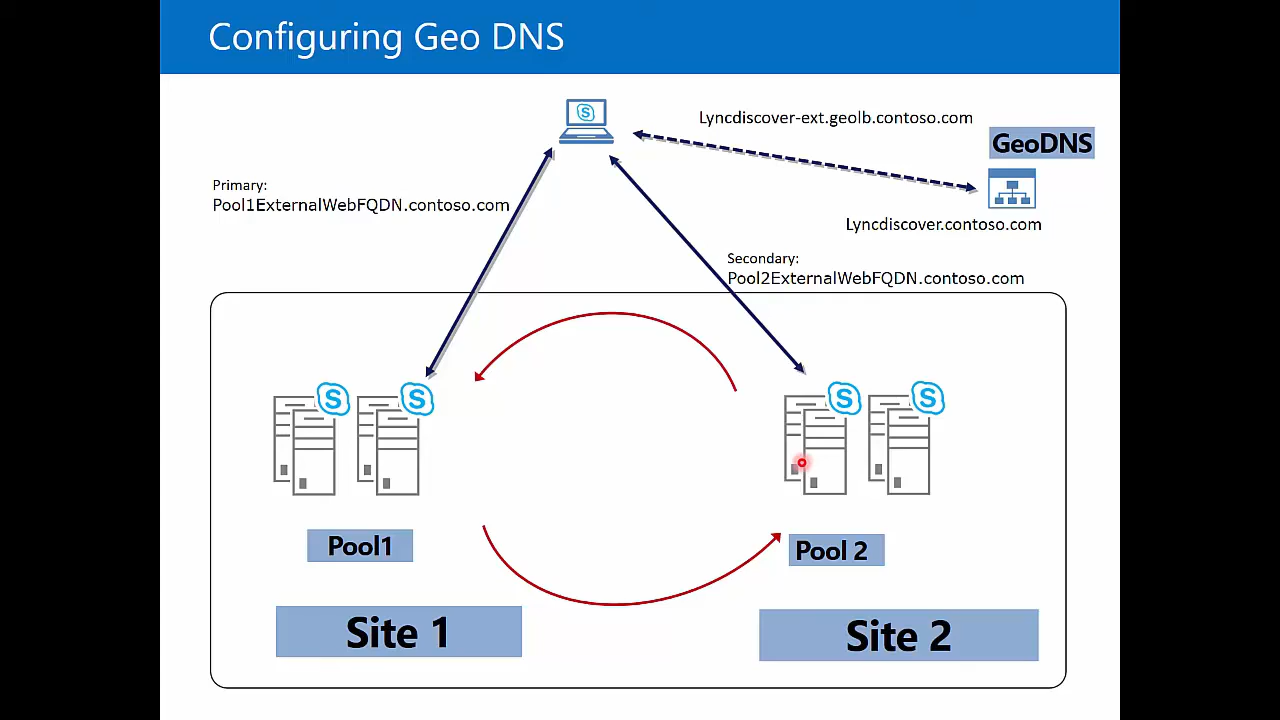 Configuring Geo DNS
Lyncdiscover-ext.geolb.contoso.com
GeoDNS
Primary:
Pool1ExternalWebFQDN.contoso.com
Lyncdiscover.contoso.com
Secondary:
Pool2ExternalWebFQDN.contoso.com
Pool1
Pool 2
Site 1
Site 2